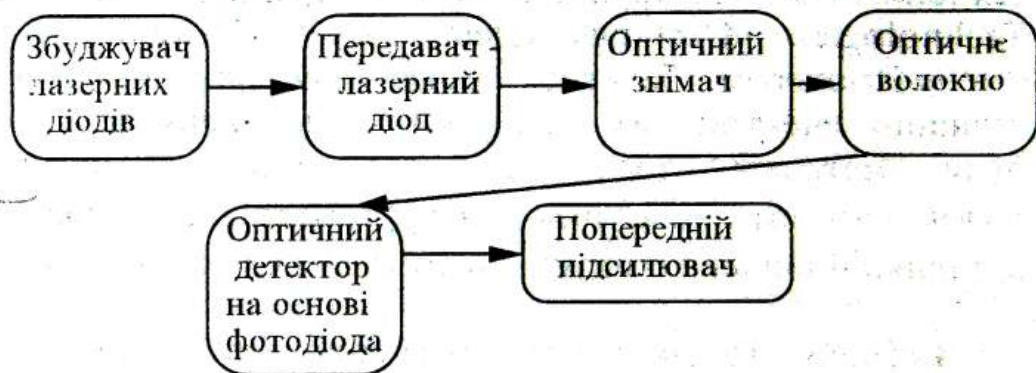 Збуджувач
лазерних
діодів
Передавач
лазерний
діод
Оптичний
знімач
Оптичне
волокно
Оптичний
детектор
на основі
фотодіода
Попередній
підсилювач